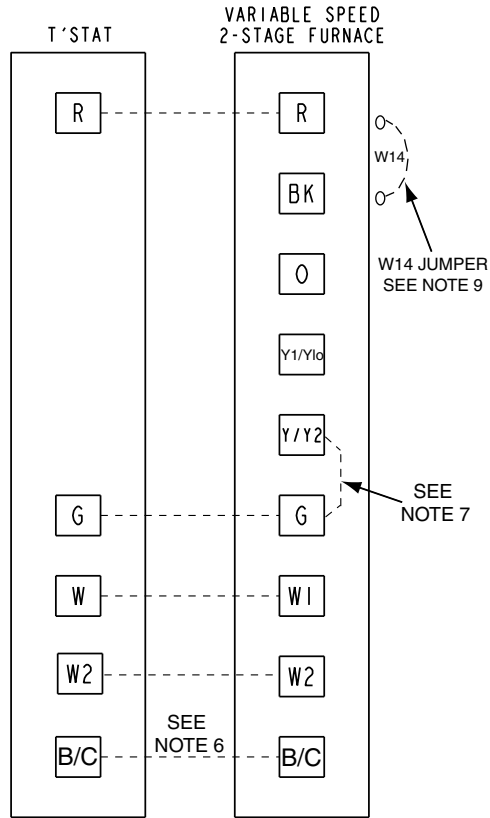 T'STAT
VARIABLE SPEED
2-STAGE FURNACE
R
R
W14
BK
W14 JUMPER
SEE NOTE 9
O
Y1/Ylo
Y/Y2
SEE
NOTE 7
G
G
W
W1
W2
W2
SEE
NOTE 6
B/C
B/C